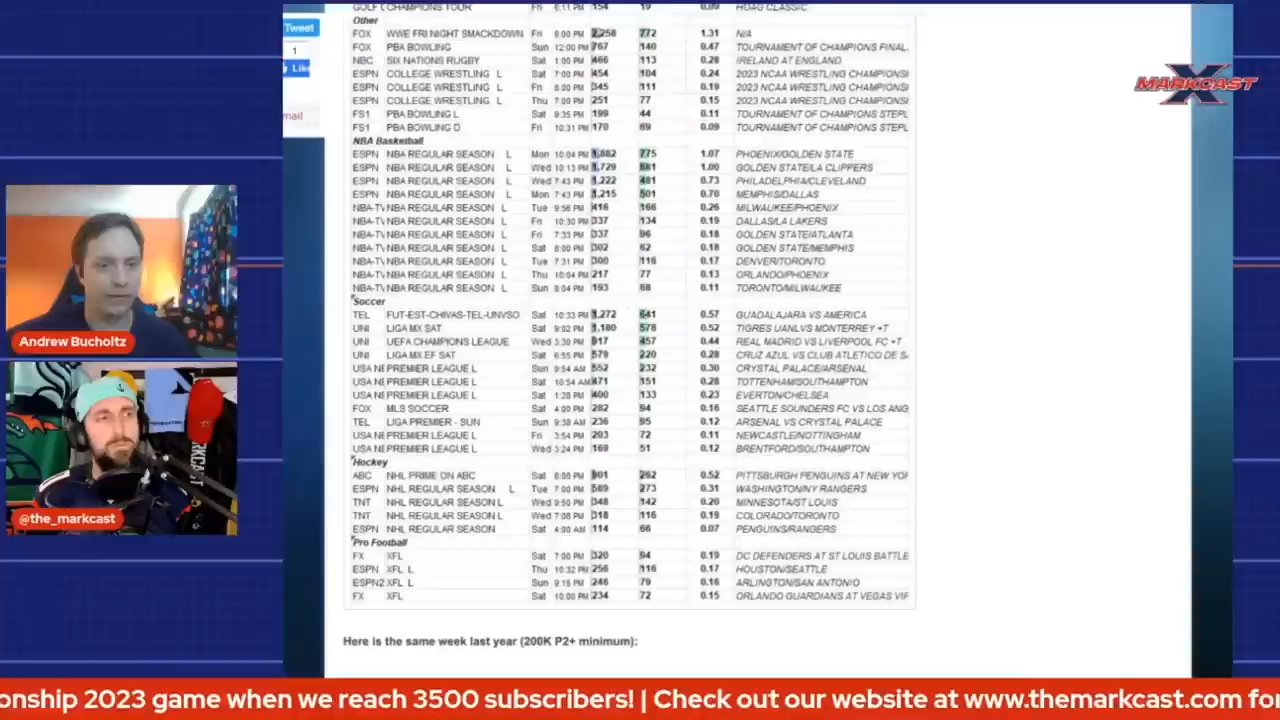 GOLF CHAMPIONS TOUR Fri 6:11 PM 154 19 0.09 HOAG CLASSIC
Other
FOX WWE FRI NIGHT SMACKDOWN Fri 8:00 PM 2,258 772 1.31 N/A
FOX PBA BOWLING Sun 12:00 PM 767 140 0.47 TOURNAMENT OF CHAMPIONS FINAL
NBC SIX NATIONS RUGBY Sat 1:00 PM 466 113 0.28 IRELAND AT ENGLAND
ESPN COLLEGE WRESTLING L Sat 7:00 PM 454 104 0.24 2023 NCAA WRESTLING CHAMPIONSI
ESPN COLLEGE WRESTLING L Fri 8:00 PM 345 111 0.19 2023 NCAA WRESTLING CHAMPIONSI
ESPN COLLEGE WRESTLING L Thu 7:00 PM 251 77 0.15 2023 NCAA WRESTLING CHAMPIONSI
FS1 PBA BOWLING L Sat 9:35 PM 199 44 0.11 TOURNAMENT OF CHAMPIONS STEPL
FS1 PBA BOWLING D Fri 10:31 PM 170 69 0.09 TOURNAMENT OF CHAMPIONS STEPL
NBA Basketball
ESPN NBA REGULAR SEASON L Mon 10:04 PM 1,882 775 1.07 PHOENIX/GOLDEN STATE
ESPN NBA REGULAR SEASON L Wed 10:13 PM 1,729 681 1.00 GOLDEN STATE/LA CLIPPERS
ESPN NBA REGULAR SEASON L Wed 7:43 PM 1,222 481 0.73 PHILADELPHIA/CLEVELAND
ESPN NBA REGULAR SEASON L Mon 7:43 PM 1,215 501 0.70 MEMPHIS/DALLAS
NBA-TV NBA REGULAR SEASON L Tue 9:56 PM 416 166 0.26 MILWAUKEE/PHOENIX
NBA-TV NBA REGULAR SEASON L Fri 10:30 PM 337 134 0.19 DALLAS/LA LAKERS
NBA-TV NBA REGULAR SEASON L Fri 7:33 PM 337 96 0.18 GOLDEN STATE/ATLANTA
NBA-TV NBA REGULAR SEASON L Sat 8:00 PM 302 62 0.18 GOLDEN STATE/MEMPHIS
NBA-TV NBA REGULAR SEASON L Tue 7:31 PM 300 116 0.17 DENVER/TORONTO
NBA-TV NBA REGULAR SEASON L Thu 10:04 PM 217 77 0.13 ORLANDO/PHOENIX
NBA-TV NBA REGULAR SEASON L Sun 8:04 PM 193 68 0.11 TORONTO/MILWAUKEE
Soccer
TEL FUT-EST-CHIVAS-TEL-UNVSO Sat 10:33 PM 1,272 641 0.57 GUADALAJARA VS AMERICA
UNI LIGA MX SAT Sat 9:02 PM 1,180 578 0.52 TIGRES UANL VS MONTERREY +T
UNI UEFA CHAMPIONS LEAGUE Wed 3:30 PM 917 457 0.44 REAL MADRID VS LIVERPOOL FC +T
UNI LIGA MX EF SAT Sat 6:55 PM 579 220 0.28 CRUZ AZUL VS CLUB ATLETICO DE S
USA NE PREMIER LEAGUE L Sun 9:54 AM 552 232 0.30 CRYSTAL PALACE/ARSENAL
USA NE PREMIER LEAGUE L Sat 10:54 AM 471 151 0.28 TOTTENHAM/SOUTHAMPTON
USA NE PREMIER LEAGUE L Sat 1:28 PM 400 133 0.23 EVERTON/CHELSEA
FOX MLS SOCCER Sat 4:00 PM 282 94 0.16 SEATTLE SOUNDERS FC VS LOS ANG
TEL LIGA PREMIER - SUN Sun 9:38 AM 236 95 0.12 ARSENAL VS CRYSTAL PALACE
USA NE PREMIER LEAGUE L Fri 3:54 PM 203 72 0.11 NEWCASTLE/NOTTINGHAM
USA NE PREMIER LEAGUE L Wed 3:24 PM 169 51 0.12 BRENTFORD/SOUTHAMPTON
Hockey
ABC NHL PRIME ON ABC Sat 8:00 PM 901 262 0.52 PITTSBURGH PENGUINS AT NEW YOR
ESPN NHL REGULAR SEASON L Tue 7:00 PM 589 273 0.31 WASHINGTON/NY RANGERS
TNT NHL REGULAR SEASON L Wed 9:50 PM 348 142 0.20 MINNESOTA/ST LOUIS
TNT NHL REGULAR SEASON L Wed 7:08 PM 318 116 0.19 COLORADO/TORONTO
ESPN NHL REGULAR SEASON L Sat 4:00 AM 114 66 0.07 PENGUINS/RANGERS
Pro Football
FX XFL Sat 7:00 PM 320 94 0.19 DC DEFENDERS AT ST LOUIS BATTLE
ESPN XFL L Thu 10:32 PM 256 116 0.17 HOUSTON/SEATTLE
ESPN2 XFL L Sun 9:15 PM 246 79 0.16 ARLINGTON/SAN ANTONIO
FX XFL Sat 10:00 PM 234 72 0.15 ORLANDO GUARDIANS AT VEGAS VIP
Here is the same week last year (200K P2+ minimum):
Tweet
1
Like
mail
MARKCAST
Andrew Bucholtz
@the_markcast
onship 2023 game when we reach 3500 subscribers! | Check out our website at www.themarkcast.com fo